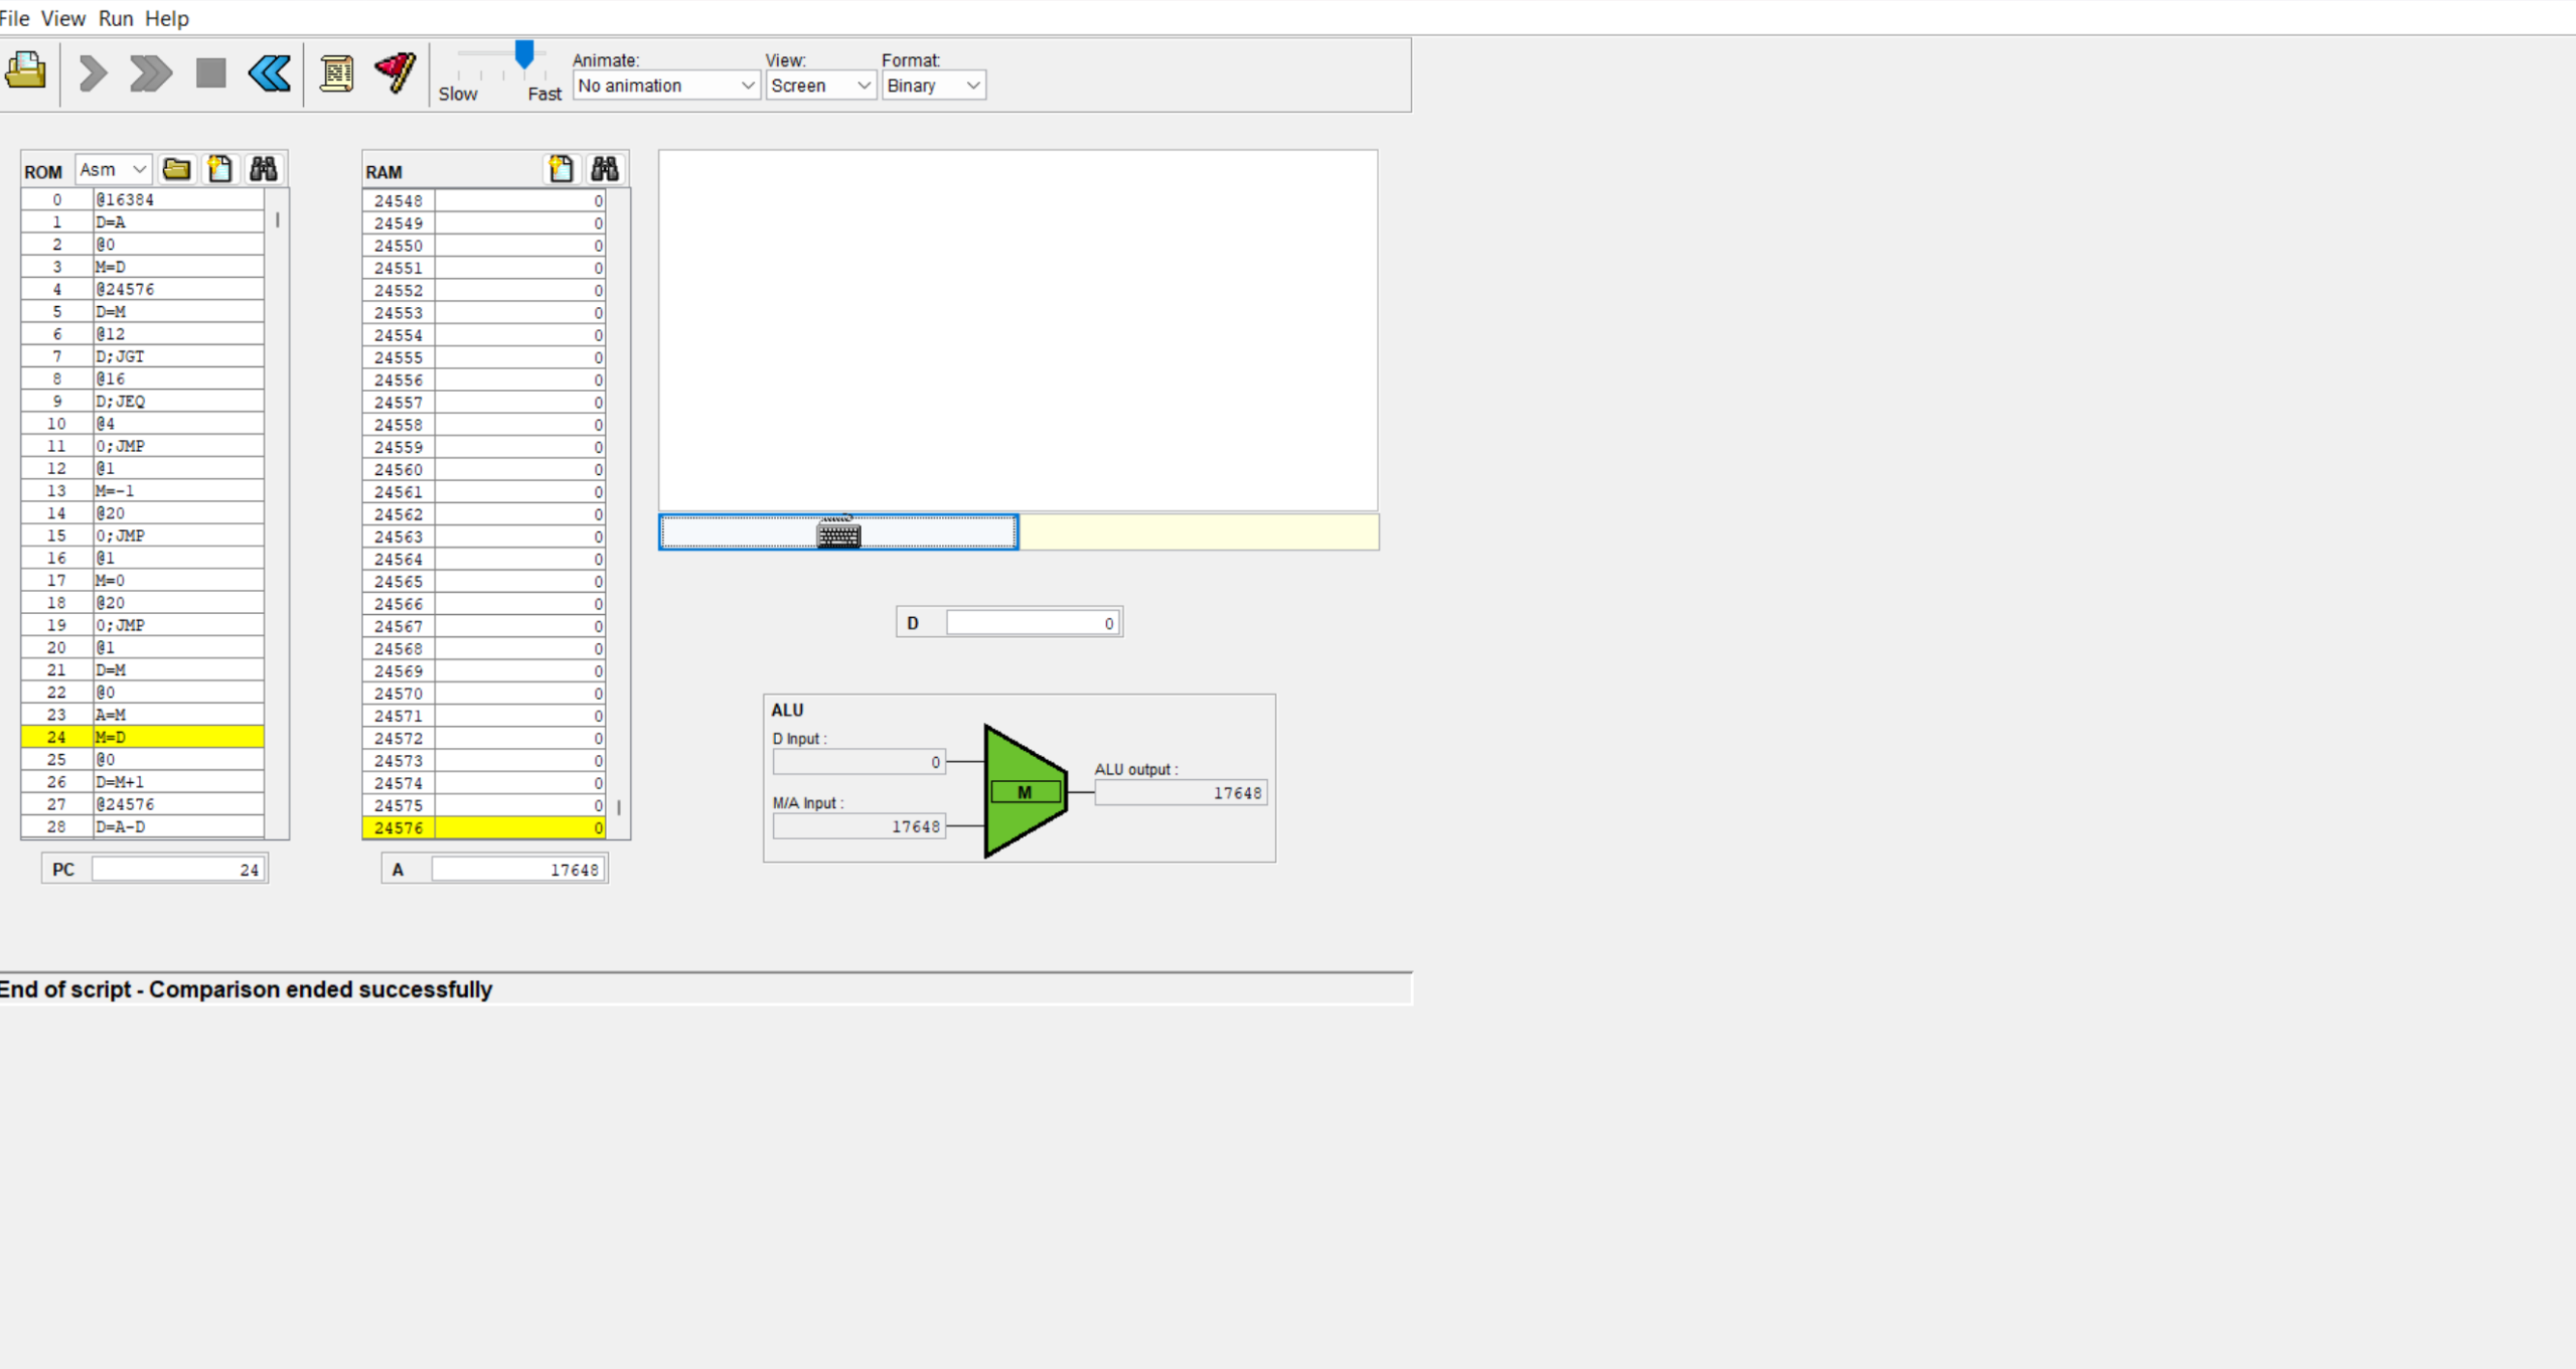 File View Run Help
Slow Fast
Animate: View: Format:
No animation Screen Binary
ROM Asm
0 @16384
1 D=A
2 @0
3 M=D
4 @24576
5 D=M
6 @12
7 D;JGT
8 @16
9 D;JEQ
10 @4
11 0;JMP
12 @1
13 M=-1
14 @20
15 0;JMP
16 @1
17 M=0
18 @20
19 0;JMP
20 @1
21 D=M
22 @0
23 A=M
24 M=D
25 @0
26 D=M+1
27 @24576
28 D=A-D
PC 24
RAM
24548 0
24549 0
24550 0
24551 0
24552 0
24553 0
24554 0
24555 0
24556 0
24557 0
24558 0
24559 0
24560 0
24561 0
24562 0
24563 0
24564 0
24565 0
24566 0
24567 0
24568 0
24569 0
24570 0
24571 0
24572 0
24573 0
24574 0
24575 0
24576 0
A 17648
D 0
ALU
D Input :
0
M/A Input :
17648
M
ALU output :
17648
End of script - Comparison ended successfully